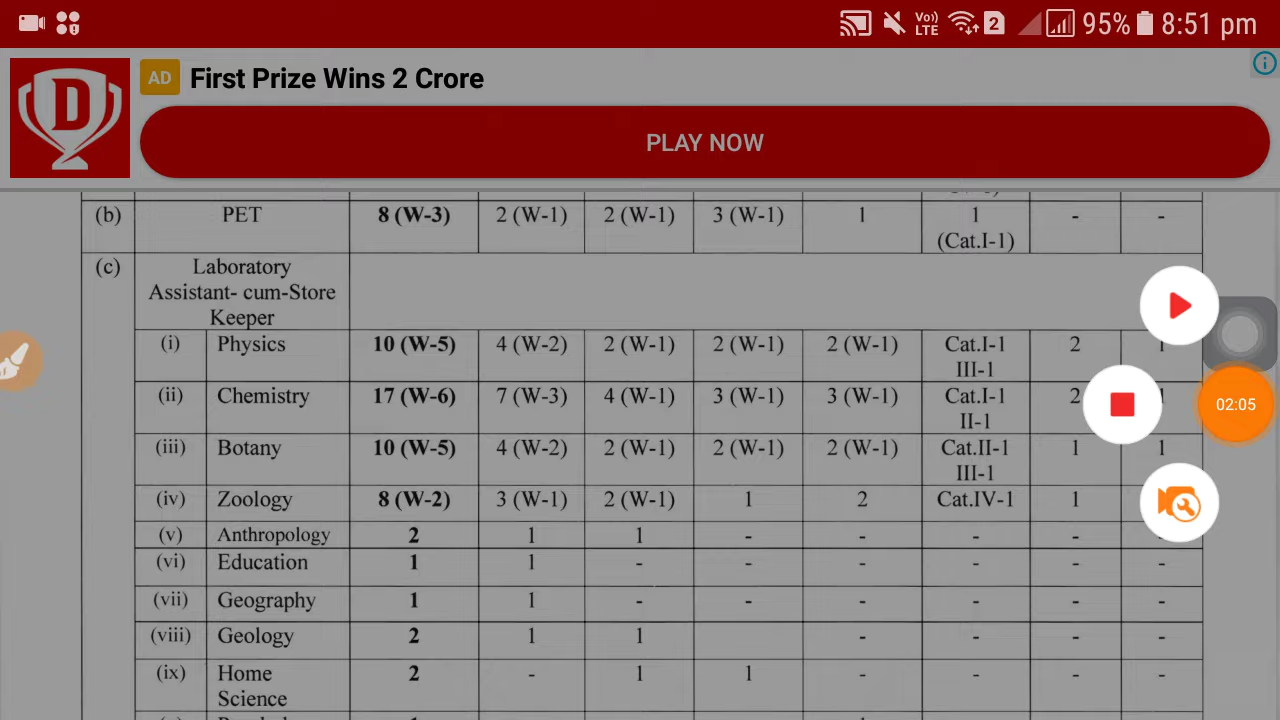 Vo)) LTE 2 95% 8:51 pm
AD First Prize Wins 2 Crore
D
PLAY NOW
(b) PET 8 (W-3) 2 (W-1) 2 (W-1) 3 (W-1) 1 1 - -
(Cat.I-1)
(c) Laboratory
Assistant- cum-Store
Keeper
(i) Physics 10 (W-5) 4 (W-2) 2 (W-1) 2 (W-1) 2 (W-1) Cat.I-1 2 1
III-1
(ii) Chemistry 17 (W-6) 7 (W-3) 4 (W-1) 3 (W-1) 3 (W-1) Cat.I-1 2 1
II-1
02:05
(iii) Botany 10 (W-5) 4 (W-2) 2 (W-1) 2 (W-1) 2 (W-1) Cat.II-1 1 1
III-1
(iv) Zoology 8 (W-2) 3 (W-1) 2 (W-1) 1 2 Cat.IV-1 1
(v) Anthropology 2 1 1 - - - - -
(vi) Education 1 1 - - - - - -
(vii) Geography 1 1 - - - - - -
(viii) Geology 2 1 1 - - - -
(ix) Home 2 - 1 1 - - - -
Science